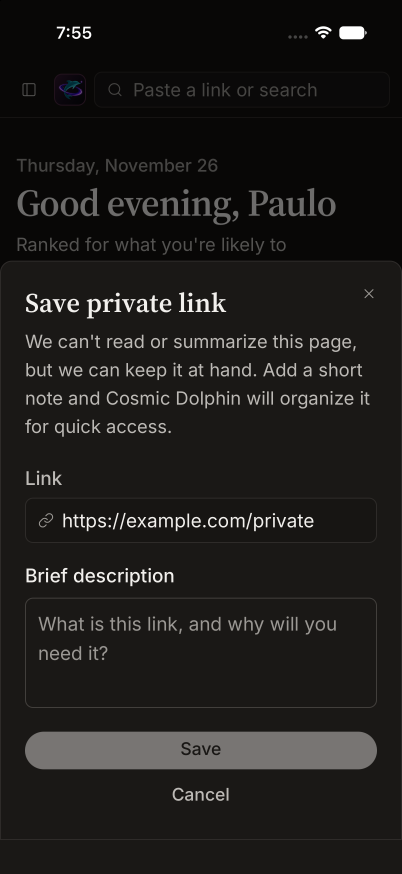 7:55
Paste a link or search
Thursday, November 26
Good evening, Paulo
Ranked for what you're likely to
Save private link
We can't read or summarize this page,
but we can keep it at hand. Add a short
note and Cosmic Dolphin will organize it
for quick access.
Link
https://example.com/private
Brief description
What is this link, and why will you
need it?
Save
Cancel